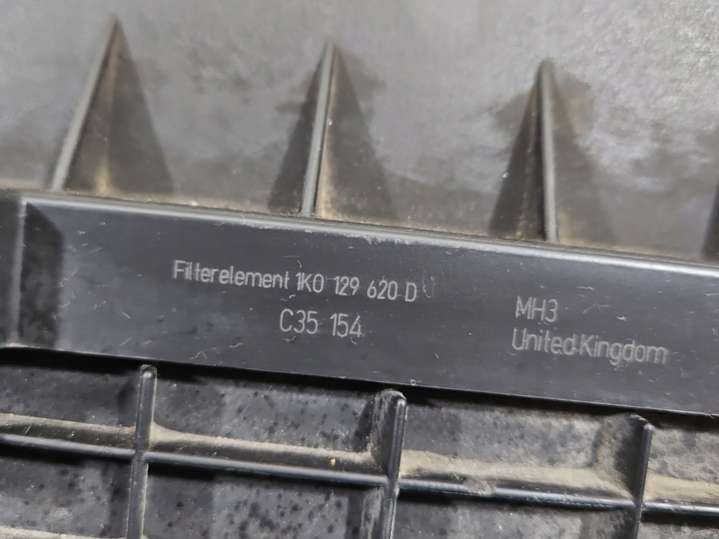 Filterelement 1K0 129 620 D
C35 154
MH3
United Kingdom